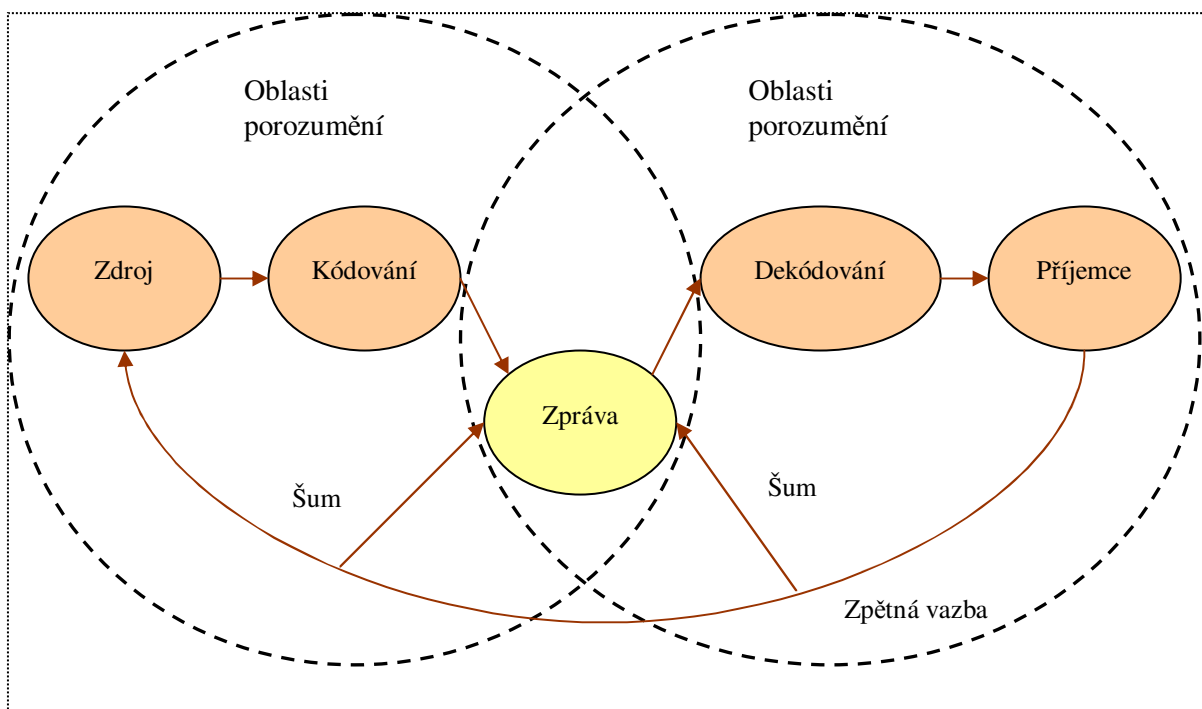 Oblasti
porozumění
Oblasti
porozumění
Zdroj
Kódování
Dekódování
Příjemce
Zpráva
Šum
Šum
Zpětná vazba